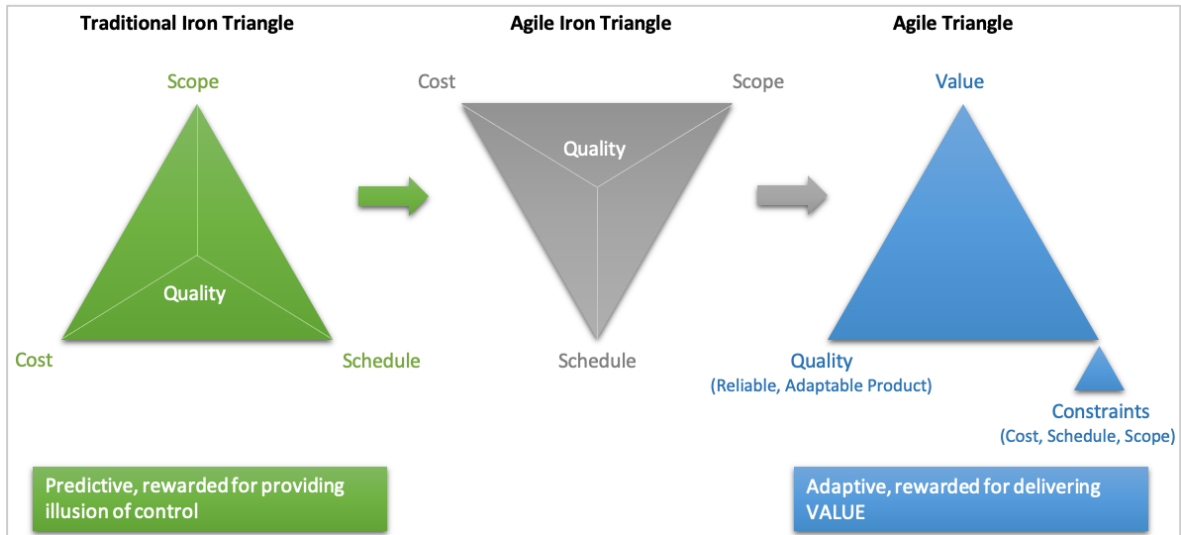 Traditional Iron Triangle
Agile Iron Triangle
Agile Triangle
Scope
Quality
Cost
Schedule
Cost
Scope
Quality
Schedule
Value
Quality
(Reliable, Adaptable Product)
Constraints
(Cost, Schedule, Scope)
Predictive, rewarded for providing
illusion of control
Adaptive, rewarded for delivering
VALUE